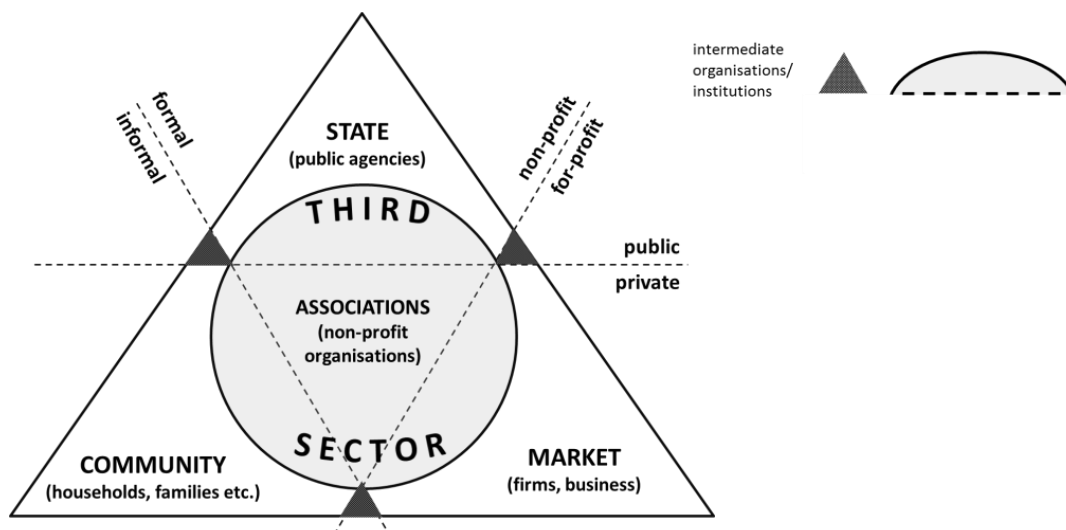 intermediate
organisations/
institutions
formal
informal
non-profit
for-profit
STATE
(public agencies)
THIRD
public
private
ASSOCIATIONS
(non-profit
organisations)
SECTOR
COMMUNITY
(households, families etc.)
MARKET
(firms, business)